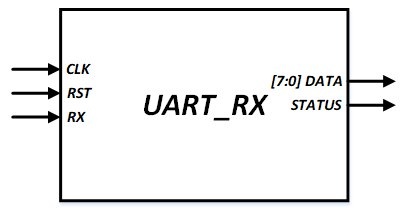 CLK
RST
RX
UART_RX
[7:0] DATA
STATUS